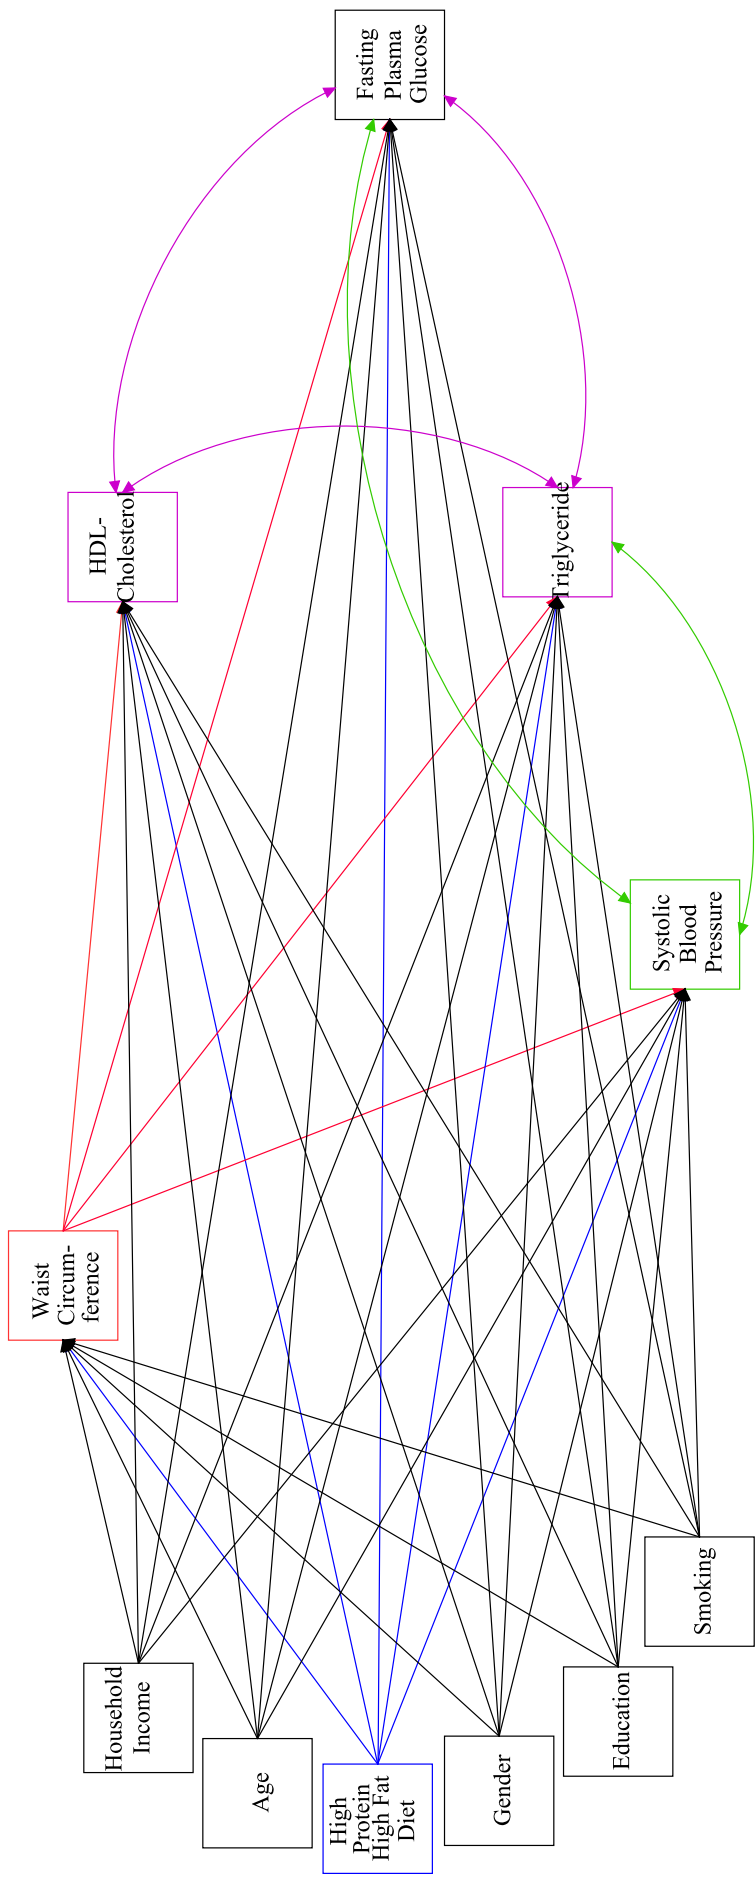 Fasting
Plasma
Glucose
HDL-
Cholesterol
Triglyceride
Systolic
Blood
Pressure
Waist
Circum-
ference
Smoking
Household
Income
Education
Age
Gender
High
Protein
High Fat
Diet